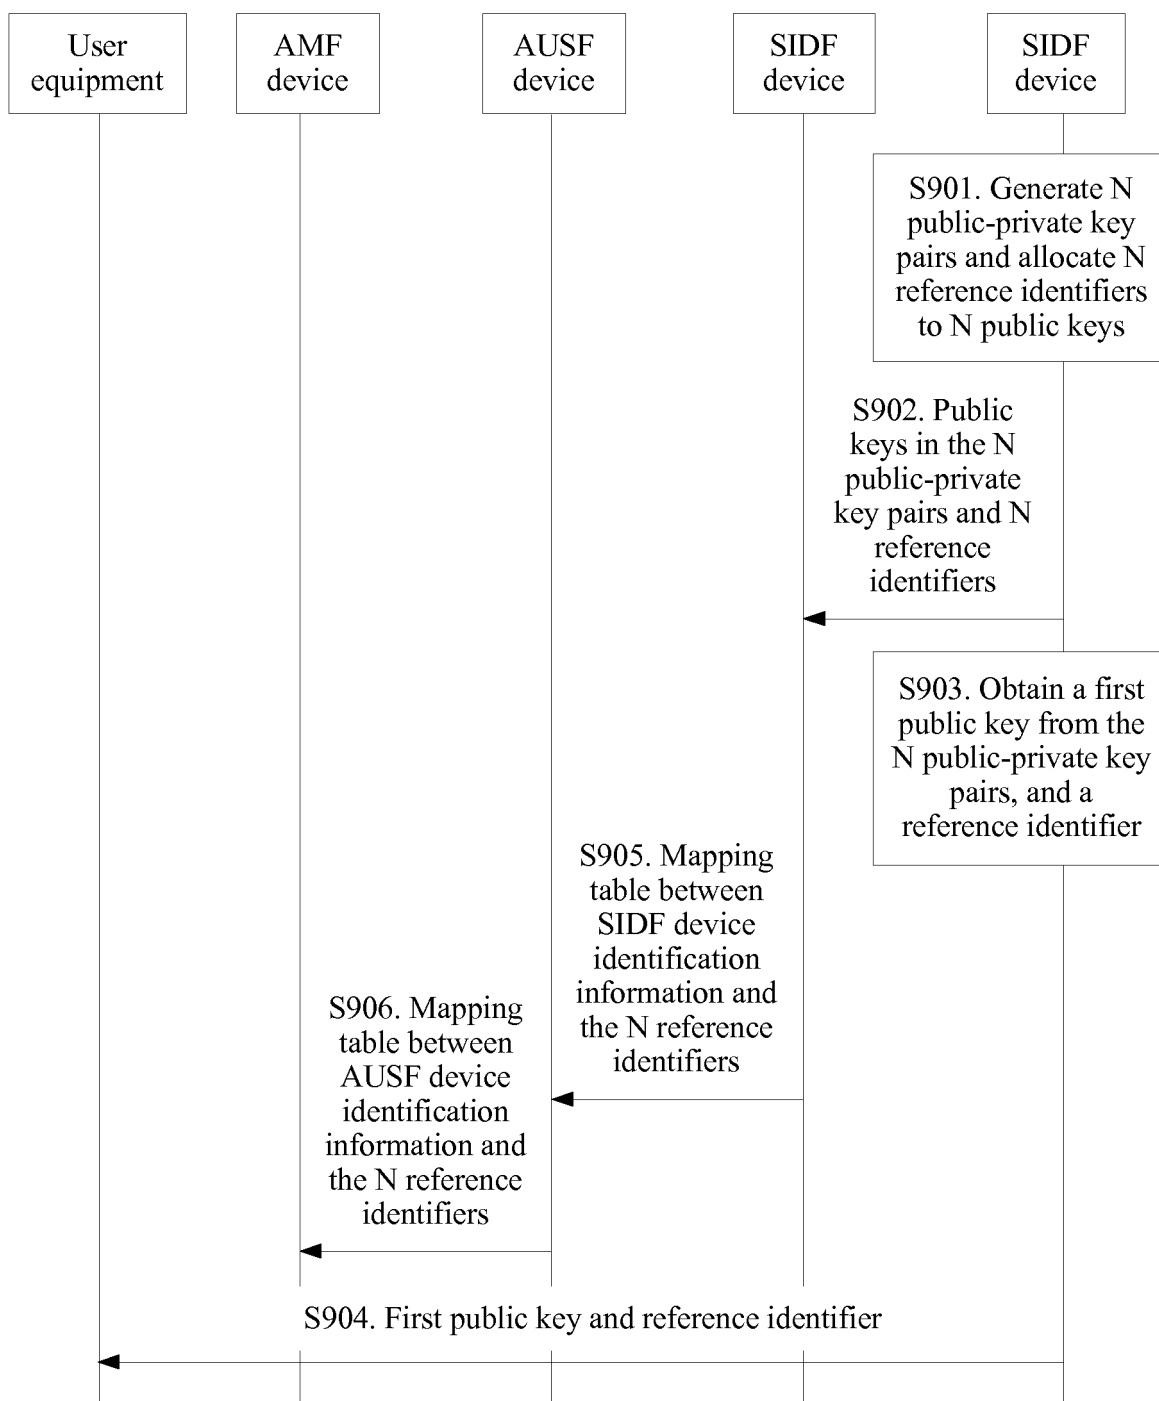 User
equipment
AMF
device
AUSF
device
SIDF
device
SIDF
device
S901. Generate N
public-private key
pairs and allocate N
reference identifiers
to N public keys
S902. Public
keys in the N
public-private
key pairs and N
reference
identifiers
S903. Obtain a first
public key from the
N public-private key
pairs, and a
reference identifier
S905. Mapping
table between
SIDF device
identification
information and
the N reference
identifiers
S906. Mapping
table between
AUSF device
identification
information and
the N reference
identifiers
S904. First public key and reference identifier